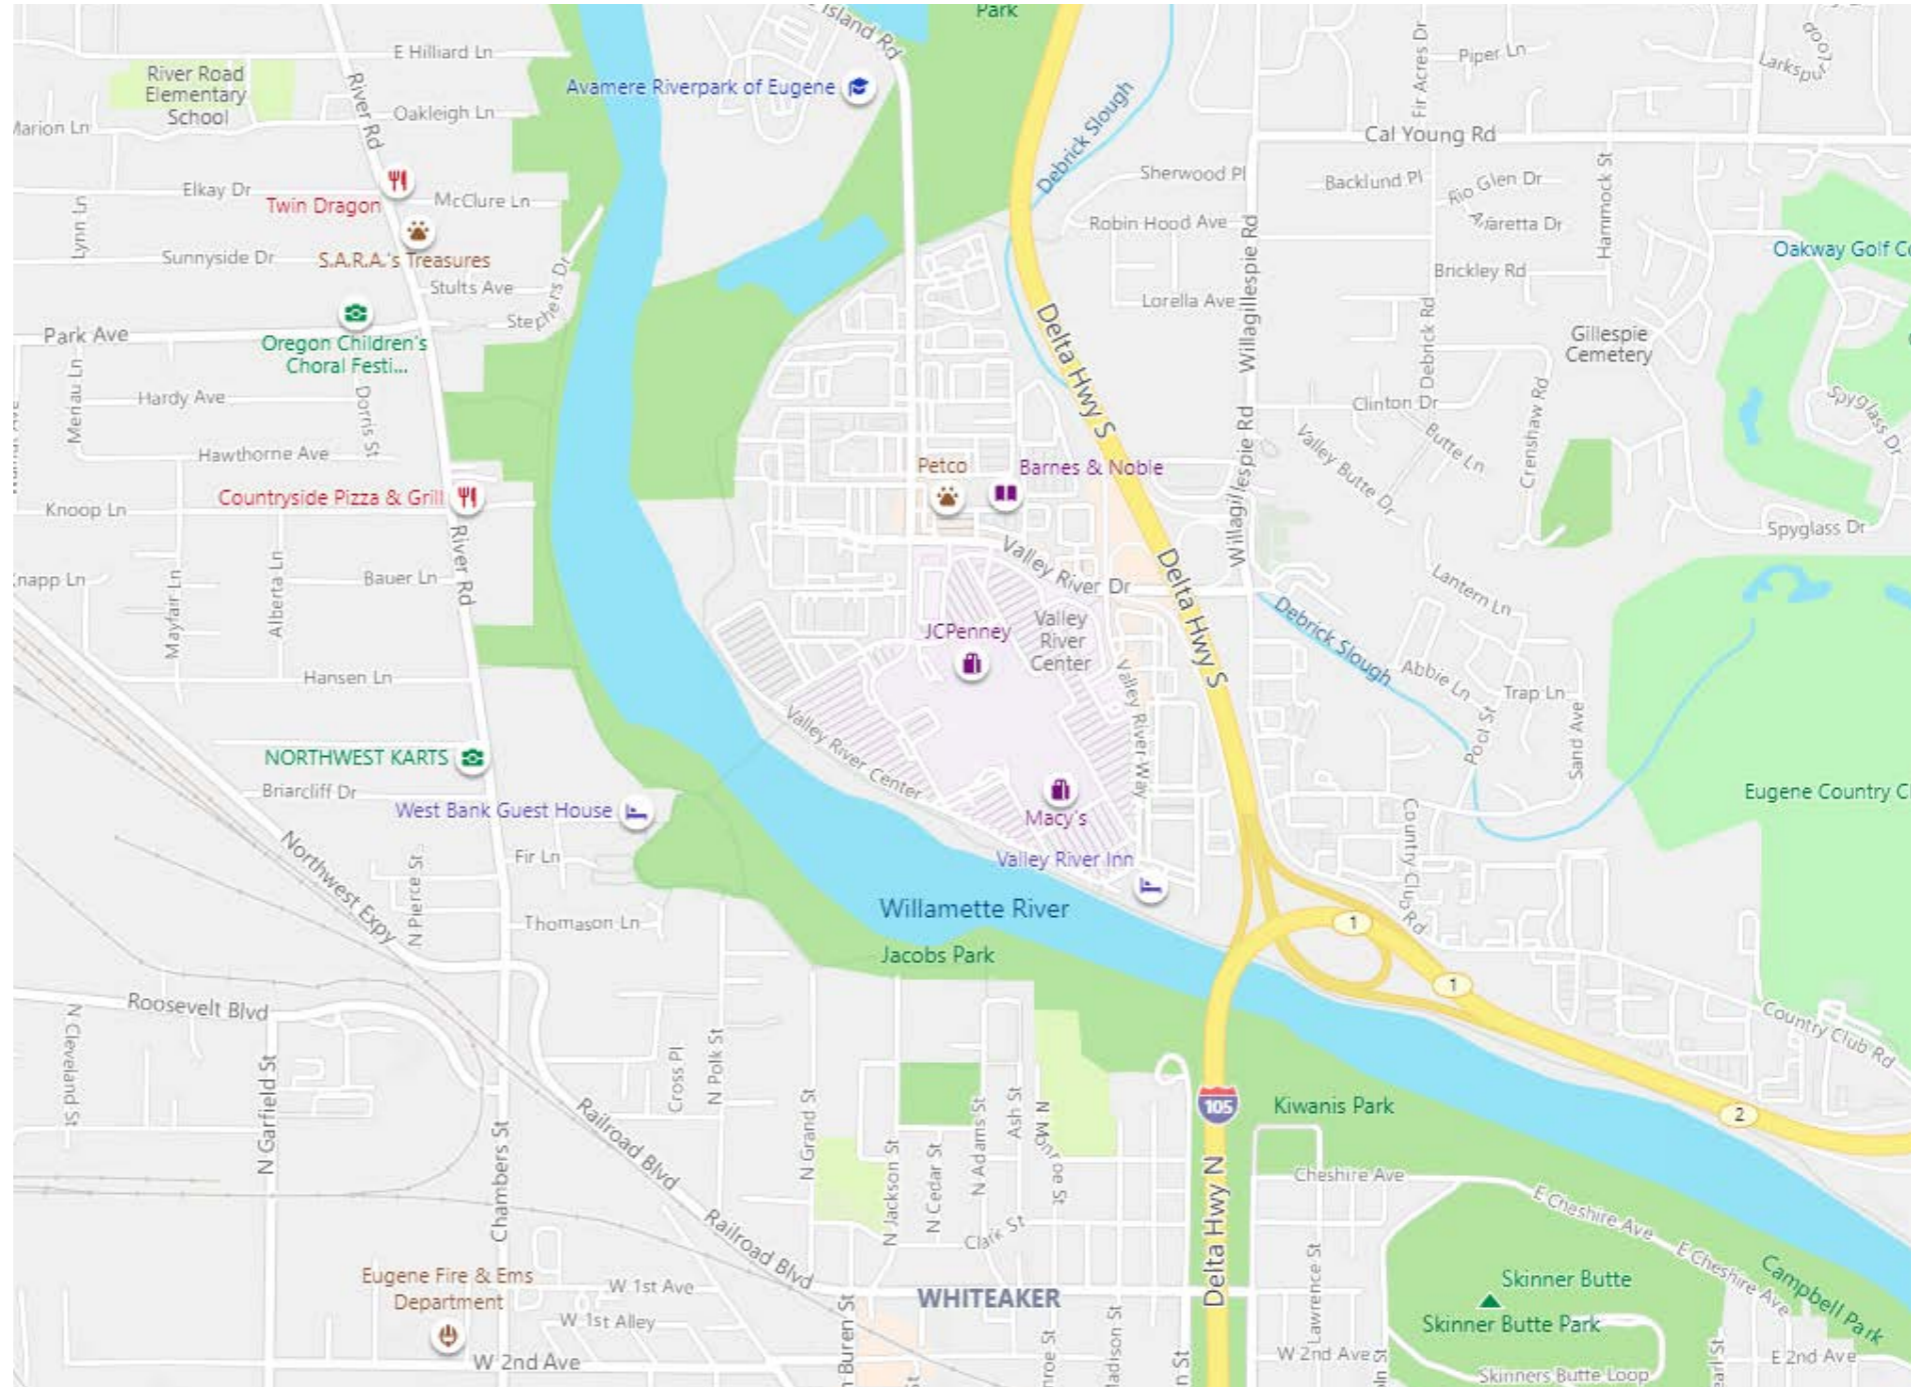 Park
E Island Rd
E Hilliard Ln
River Road
Elementary
School
River Rd
Avamere Riverpark of Eugene
Debrick Slough
Fir Acres Dr
Piper Ln
Larkspur
Loop
Oakleigh Ln
Marion Ln
Cal Young Rd
Elkay Dr
Twin Dragon
McClure Ln
Sherwood Pl
Backlund Pl
Rio Glen Dr
Hammock St
Lynn Ln
S.A.R.A.'s Treasures
Sunnyside Dr
Robin Hood Ave
Willagillespie Rd
Oakway Golf
Brickley Rd
Stults Ave
Stephens Dr
Lorella Ave
Park Ave
Oregon Children's
Choral Festi...
Delta Hwy S
Debrick Rd
Gillespie
Cemetery
Menau Ln
Hardy Ave
Dorris St
Clinton Dr
Crenshaw Rd
Spyglass Dr
Hawthorne Ave
Willagillespie Rd
Valley Butte Dr
Butte Ln
Petco
Barnes & Noble
Countryside Pizza & Grill
Knoop Ln
Spyglass Dr
River Rd
Valley River Dr
Delta Hwy S
Knapp Ln
Mayfair Ln
Alberta Ln
Bauer Ln
Lantern Ln
JCPenney
Valley
River
Center
Debrick Slough
Abbie Ln
Trap Ln
Hansen Ln
Valley River Way
Pool St
Sand Ave
Valley River Center
NORTHWEST KARTS
Briarcliff Dr
West Bank Guest House
Macy's
Eugene Country
Country Club Rd
Northwest Expy
N Pierce St
Fir Ln
Valley River Inn
Willamette River
Thomason Ln
Jacobs Park
1
1
Roosevelt Blvd
N Cleveland St
N Garfield St
Cross Pl
N Polk St
Country Club Rd
Railroad Blvd
N Grand St
N Adams St
Ash St
N Monroe St
105
Kiwanis Park
2
Chambers St
N Jackson St
N Cedar St
Delta Hwy N
Cheshire Ave
E Cheshire Ave
Clark St
Railroad Blvd
E Cheshire Ave
Campbell Park
Eugene Fire & Ems
Department
W 1st Ave
WHITEAKER
Lawrence St
Skinner Butte
Skinner Butte Park
W 1st Alley
Buren St
W 2nd Ave
W 2nd Ave
Skinners Butte Loop
E 2nd Ave